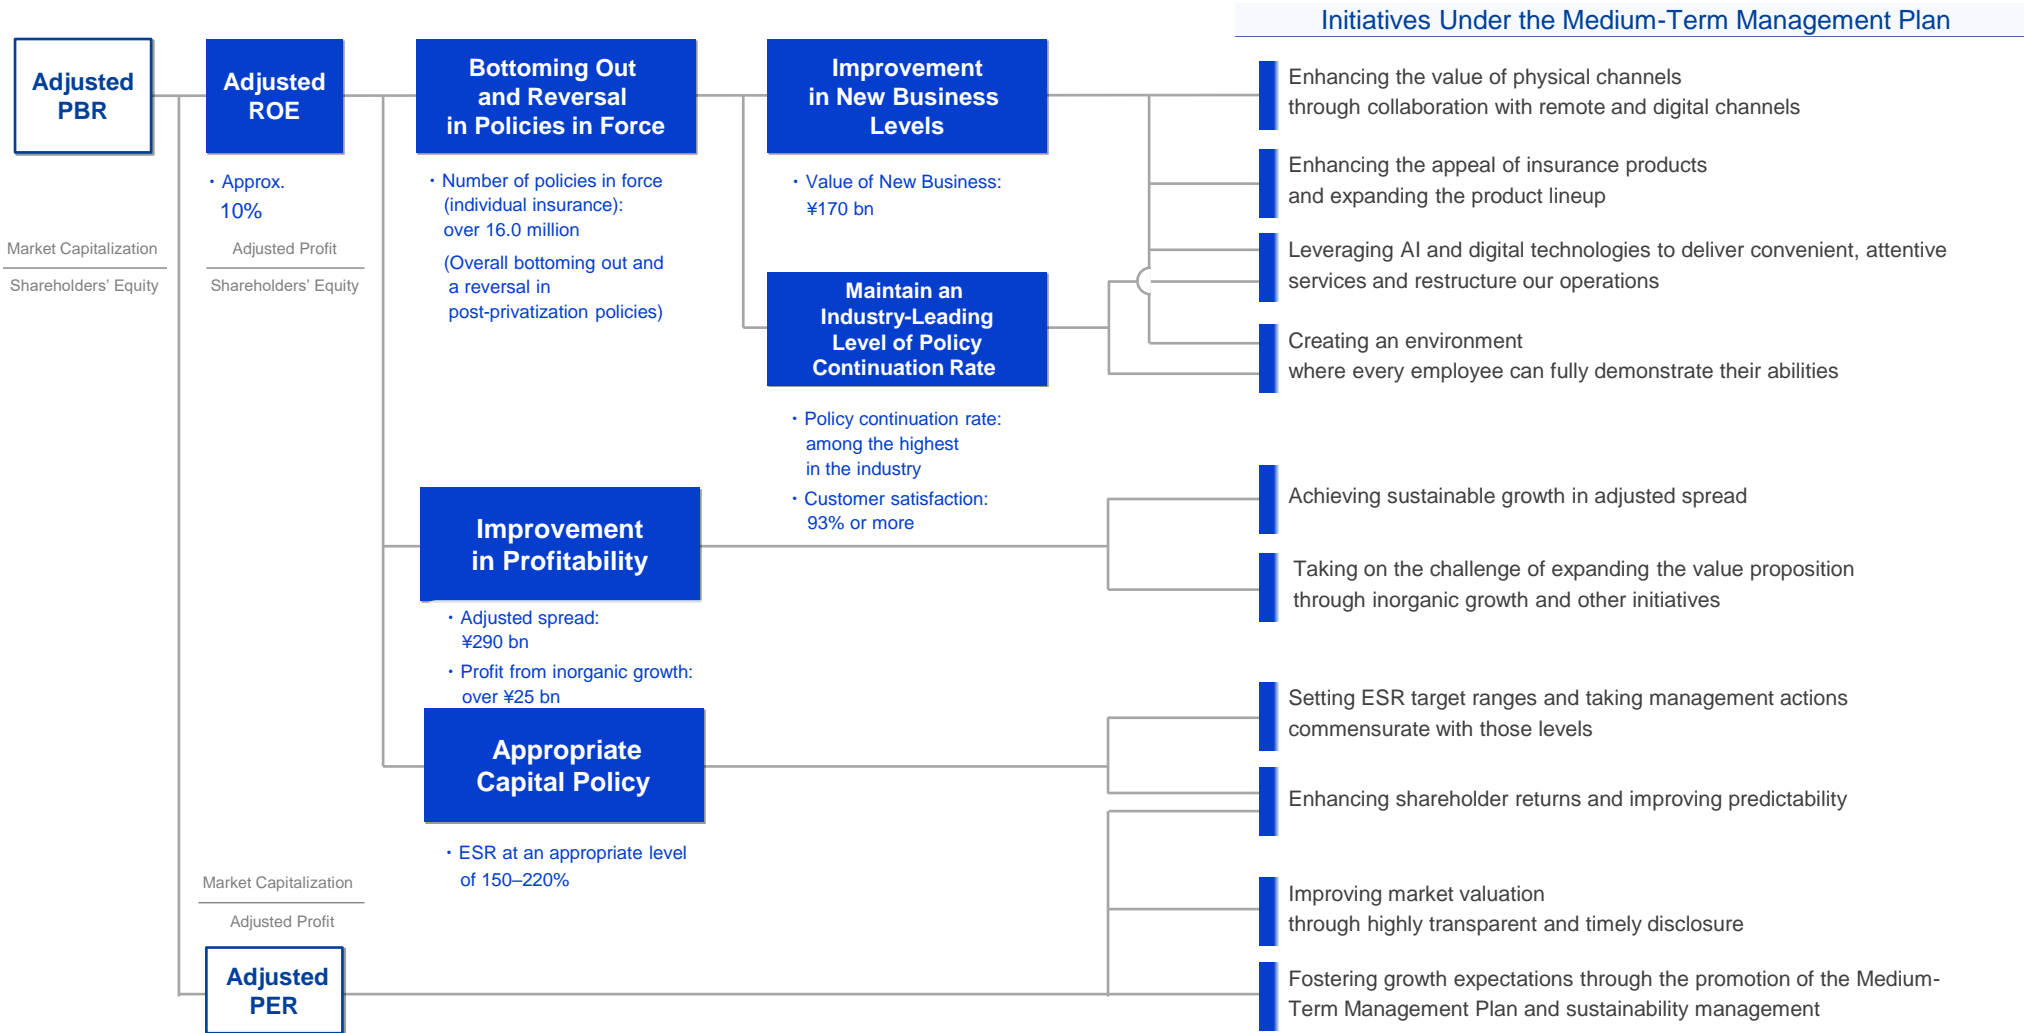 Initiatives Under the Medium-Term Management Plan
Adjusted
PBR
Market Capitalization
Shareholders’ Equity
Adjusted
ROE
・Approx.
10%
Adjusted Profit
Shareholders’ Equity
Bottoming Out
and Reversal
in Policies in Force
・Number of policies in force
(individual insurance):
over 16.0 million
(Overall bottoming out and
a reversal in
post-privatization policies)
Improvement
in New Business
Levels
・Value of New Business:
¥170 bn
Maintain an
Industry-Leading
Level of Policy
Continuation Rate
・Policy continuation rate:
among the highest
in the industry
・Customer satisfaction:
93% or more
Enhancing the value of physical channels
through collaboration with remote and digital channels
Enhancing the appeal of insurance products
and expanding the product lineup
Leveraging AI and digital technologies to deliver convenient, attentive
services and restructure our operations
Creating an environment
where every employee can fully demonstrate their abilities
Improvement
in Profitability
・Adjusted spread:
¥290 bn
・Profit from inorganic growth:
over ¥25 bn
Achieving sustainable growth in adjusted spread
Taking on the challenge of expanding the value proposition
through inorganic growth and other initiatives
Appropriate
Capital Policy
・ESR at an appropriate level
of 150–220%
Setting ESR target ranges and taking management actions
commensurate with those levels
Enhancing shareholder returns and improving predictability
Market Capitalization
Adjusted Profit
Adjusted
PER
Improving market valuation
through highly transparent and timely disclosure
Fostering growth expectations through the promotion of the Medium-
Term Management Plan and sustainability management